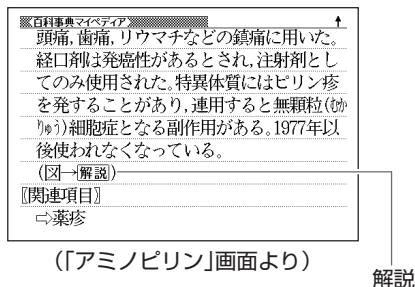 百科事典マイペディア
頭痛,歯痛,リウマチなどの鎮痛に用いた。
経口剤は発癌性があるとされ,注射剤とし
てのみ使用された。特異体質にはピリン疹
を発することがあり,連用すると無顆粒(むか
りゅう)細胞症となる副作用がある。1977年以
後使われなくなっている。
(図→解説)
〖関連項目〗
⇨薬疹
(「アミノピリン」画面より)
解説